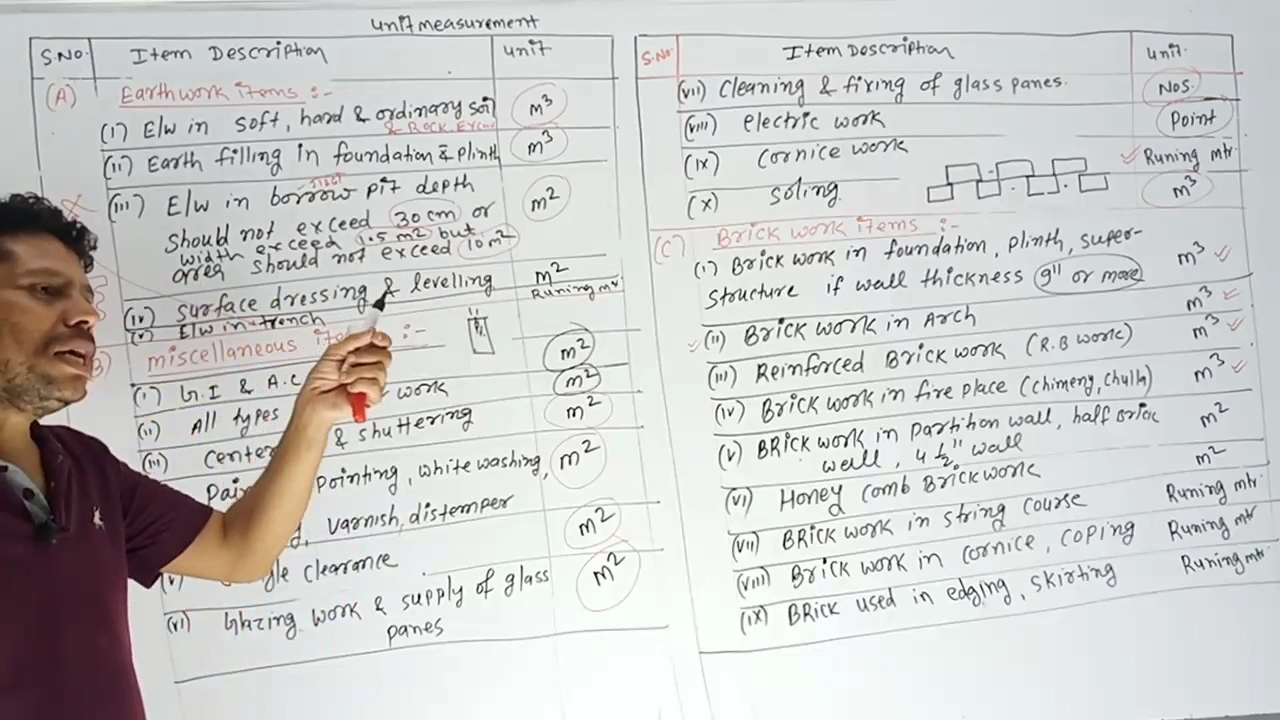 unit measurement
S.No. Item Description unit
(A) Earthwork items :-
(i) E/w in soft, hard & ordinary soil m³
& Rock
(ii) Earth filling in foundation & Plinth m³
(iii) E/w in borrow pit depth m²
should not exceed 30 cm or
width exceed 1.5 m² but
area should not exceed 10 m²
(iv) surface dressing & levelling m²
(v) E/w in trench Runing mtr
miscellaneous :-
(i) G.I & A.C work m²
(ii) All types m²
(iii) & shuttering m²
pointing, white washing, m²
varnish, distemper
(v) clearance m²
(vi) Glazing work & supply of glass m²
panes
S.No. Item Description unit.
(vii) Cleaning & fixing of glass panes. Nos.
(viii) electric work Point
(ix) Cornice work Runing mtr.
(x) soling m³
(C) Brick work items :-
(i) Brick work in foundation, plinth, super- m³
structure if wall thickness 9" or more
(ii) Brick work in Arch m³
(iii) Reinforced Brick work (R.B work) m³
(iv) Brick work in fire place (chimeny, chulha) m³
(v) BRick work in Partition wall, half brick m²
wall, 4 ½" wall
(vi) Honey comb Brickwork m²
(vii) BRick work in string course Runing mtr.
(viii) Brick work in cornice, coping Runing mtr
(ix) BRick used in edging, skirting Runing mtr